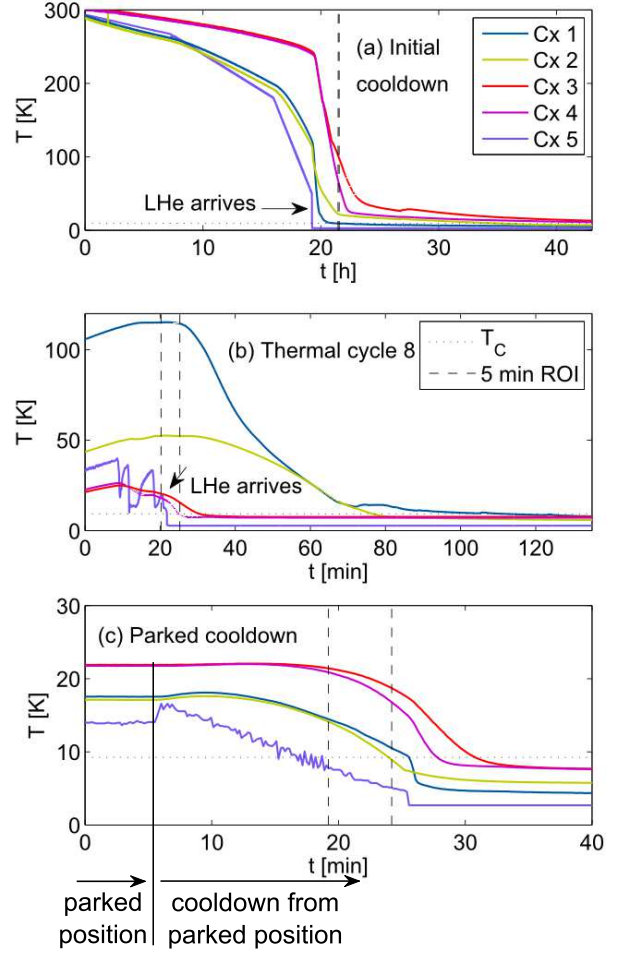 300
200
100
0
T [K]
(a) Initial
cooldown
Cx 1
Cx 2
Cx 3
Cx 4
Cx 5
LHe arrives
0
10
20
30
40
t [h]
100
50
0
T [K]
(b) Thermal cycle 8
T_C
5 min ROI
LHe arrives
0
20
40
60
80
100
120
t [min]
30
20
10
0
T [K]
(c) Parked cooldown
0
10
20
30
40
t [min]
parked
position
cooldown from
parked position